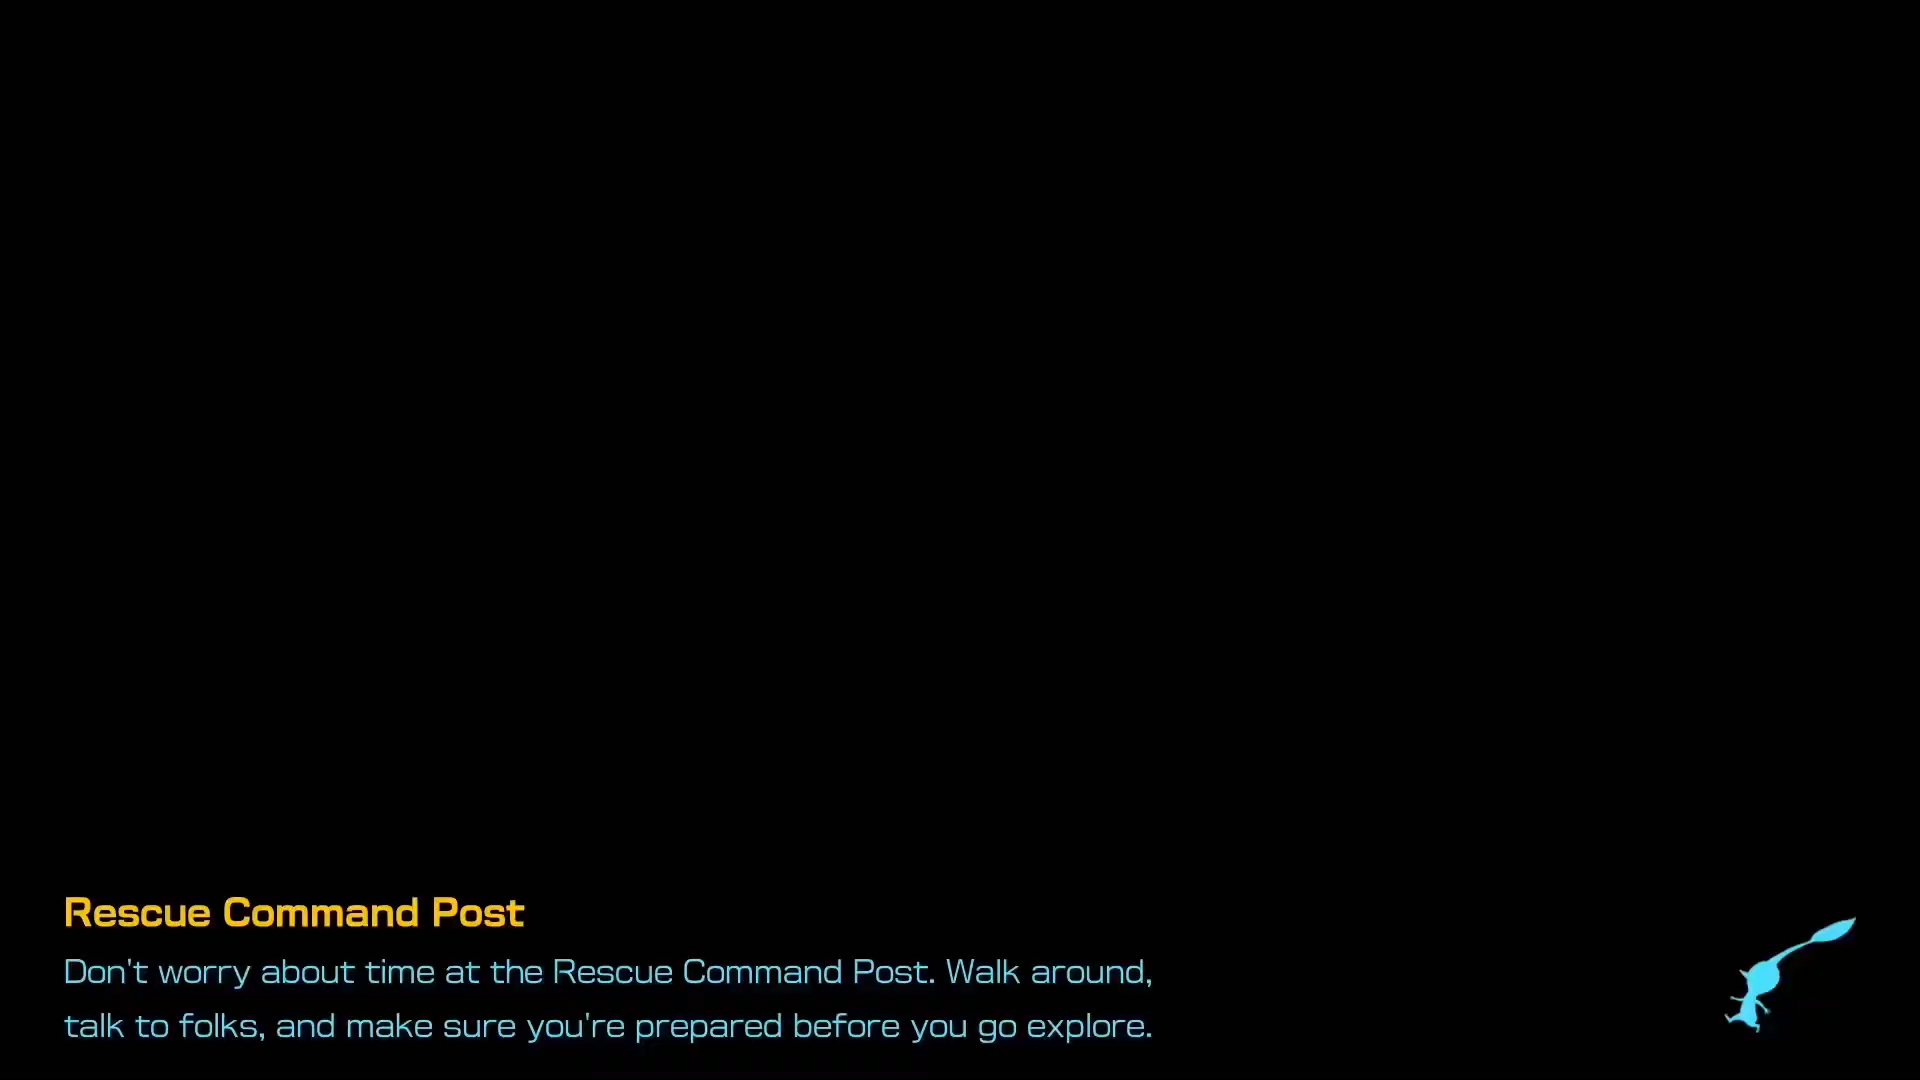 Rescue Command Post
Don't worry about time at the Rescue Command Post. Walk around,
talk to folks, and make sure you're prepared before you go explore.